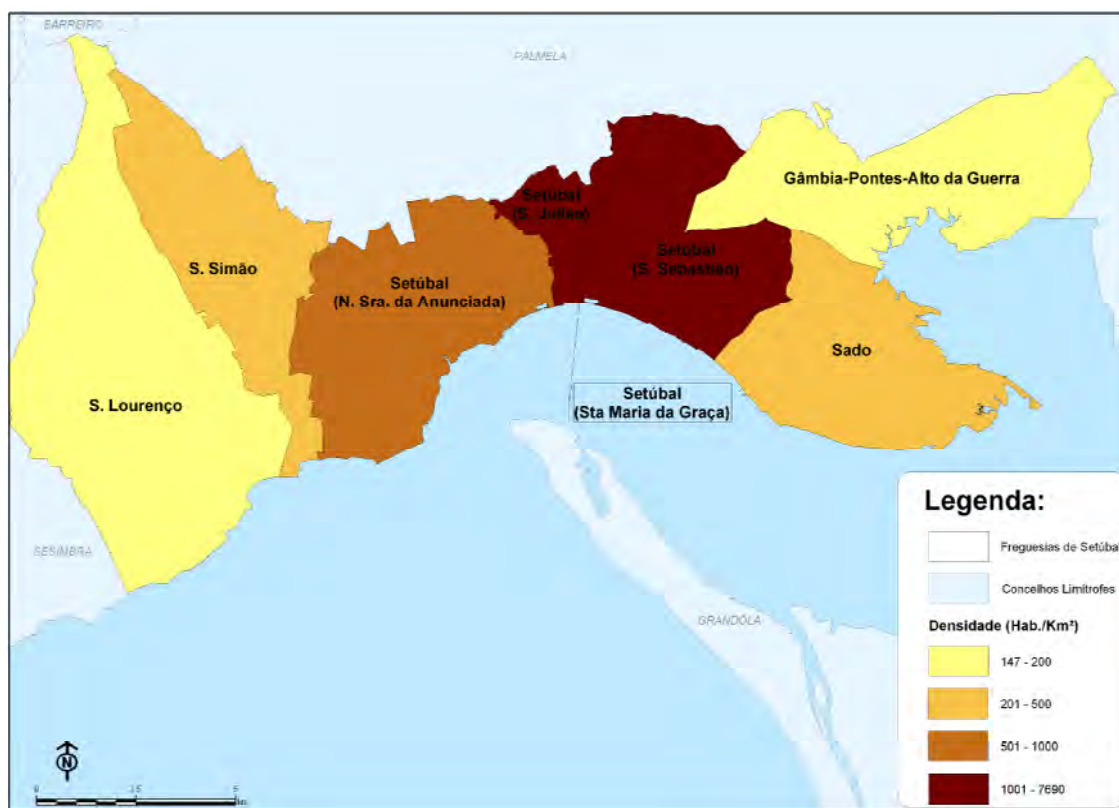 BARREIRO
PALMELA
Gâmbia-Pontes-Alto da Guerra
Setúbal
(S. Julião)
S. Simão
Setúbal
(N. Sra. da Anunciada)
Setúbal
(S. Sebastião)
Sado
S. Lourenço
Setúbal
(Sta Maria da Graça)
SESIMBRA
GRANDOLA
Legenda:
Freguesias de Setúbal
Concelhos Limítrofes
Densidade (Hab./Km²)
147 - 200
201 - 500
501 - 1000
1001 - 7690
N